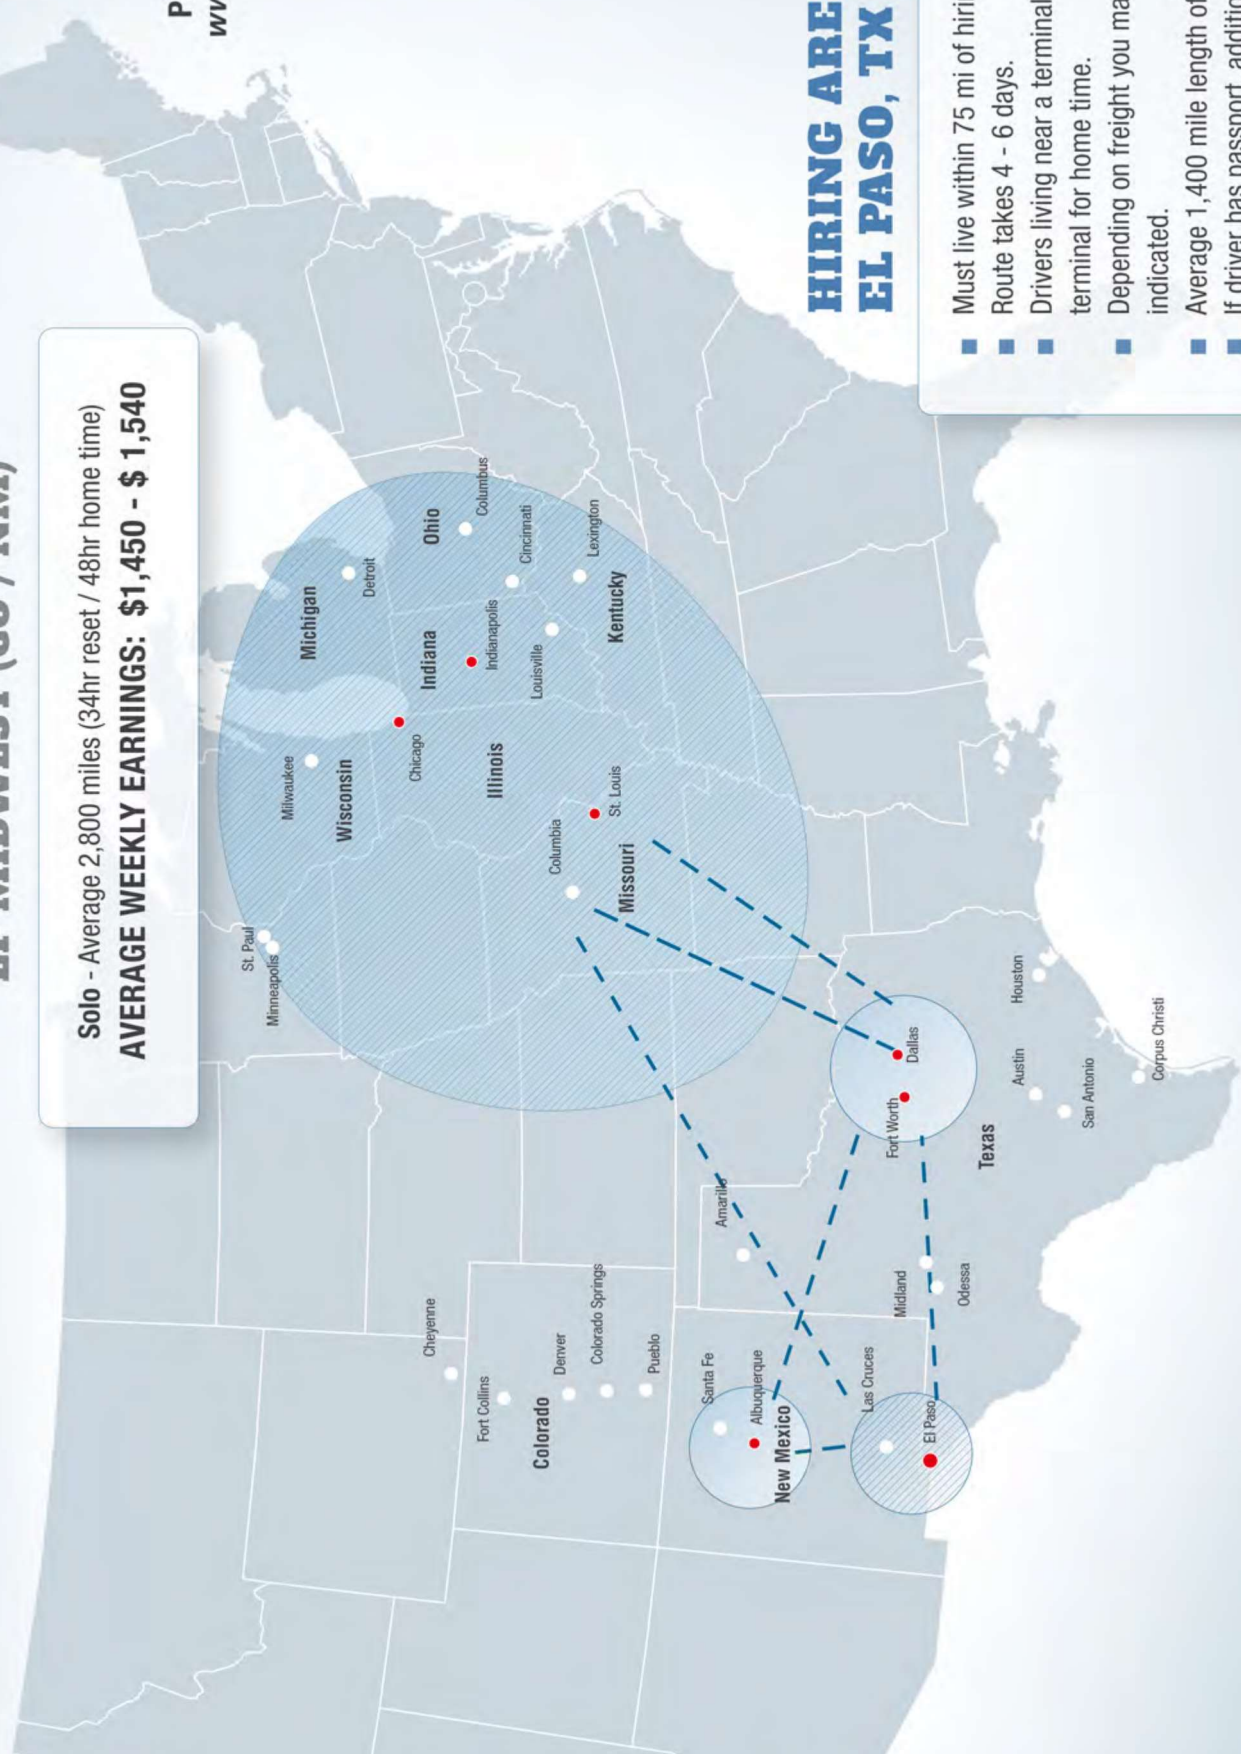 Solo - Average 2,800 miles (34hr reset / 48hr home time)
AVERAGE WEEKLY EARNINGS: $1,450 - $ 1,540
St. Paul
Minneapolis
Milwaukee
Wisconsin
Michigan
Detroit
Chicago
Indiana
Ohio
Columbus
Indianapolis
Cincinnati
Illinois
Louisville
Lexington
Kentucky
Columbia
St. Louis
Missouri
Cheyenne
Fort Collins
Denver
Colorado
Colorado Springs
Pueblo
Santa Fe
Albuquerque
New Mexico
Amarillo
Las Cruces
El Paso
Midland
Odessa
Fort Worth
Dallas
Texas
Austin
Houston
San Antonio
Corpus Christi
HIRING ARE
EL PASO, TX
■ Must live within 75 mi of hiri
■ Route takes 4 - 6 days.
■ Drivers living near a terminal
terminal for home time.
■ Depending on freight you ma
indicated.
■ Average 1,400 mile length of
■ If driver has passport, additio